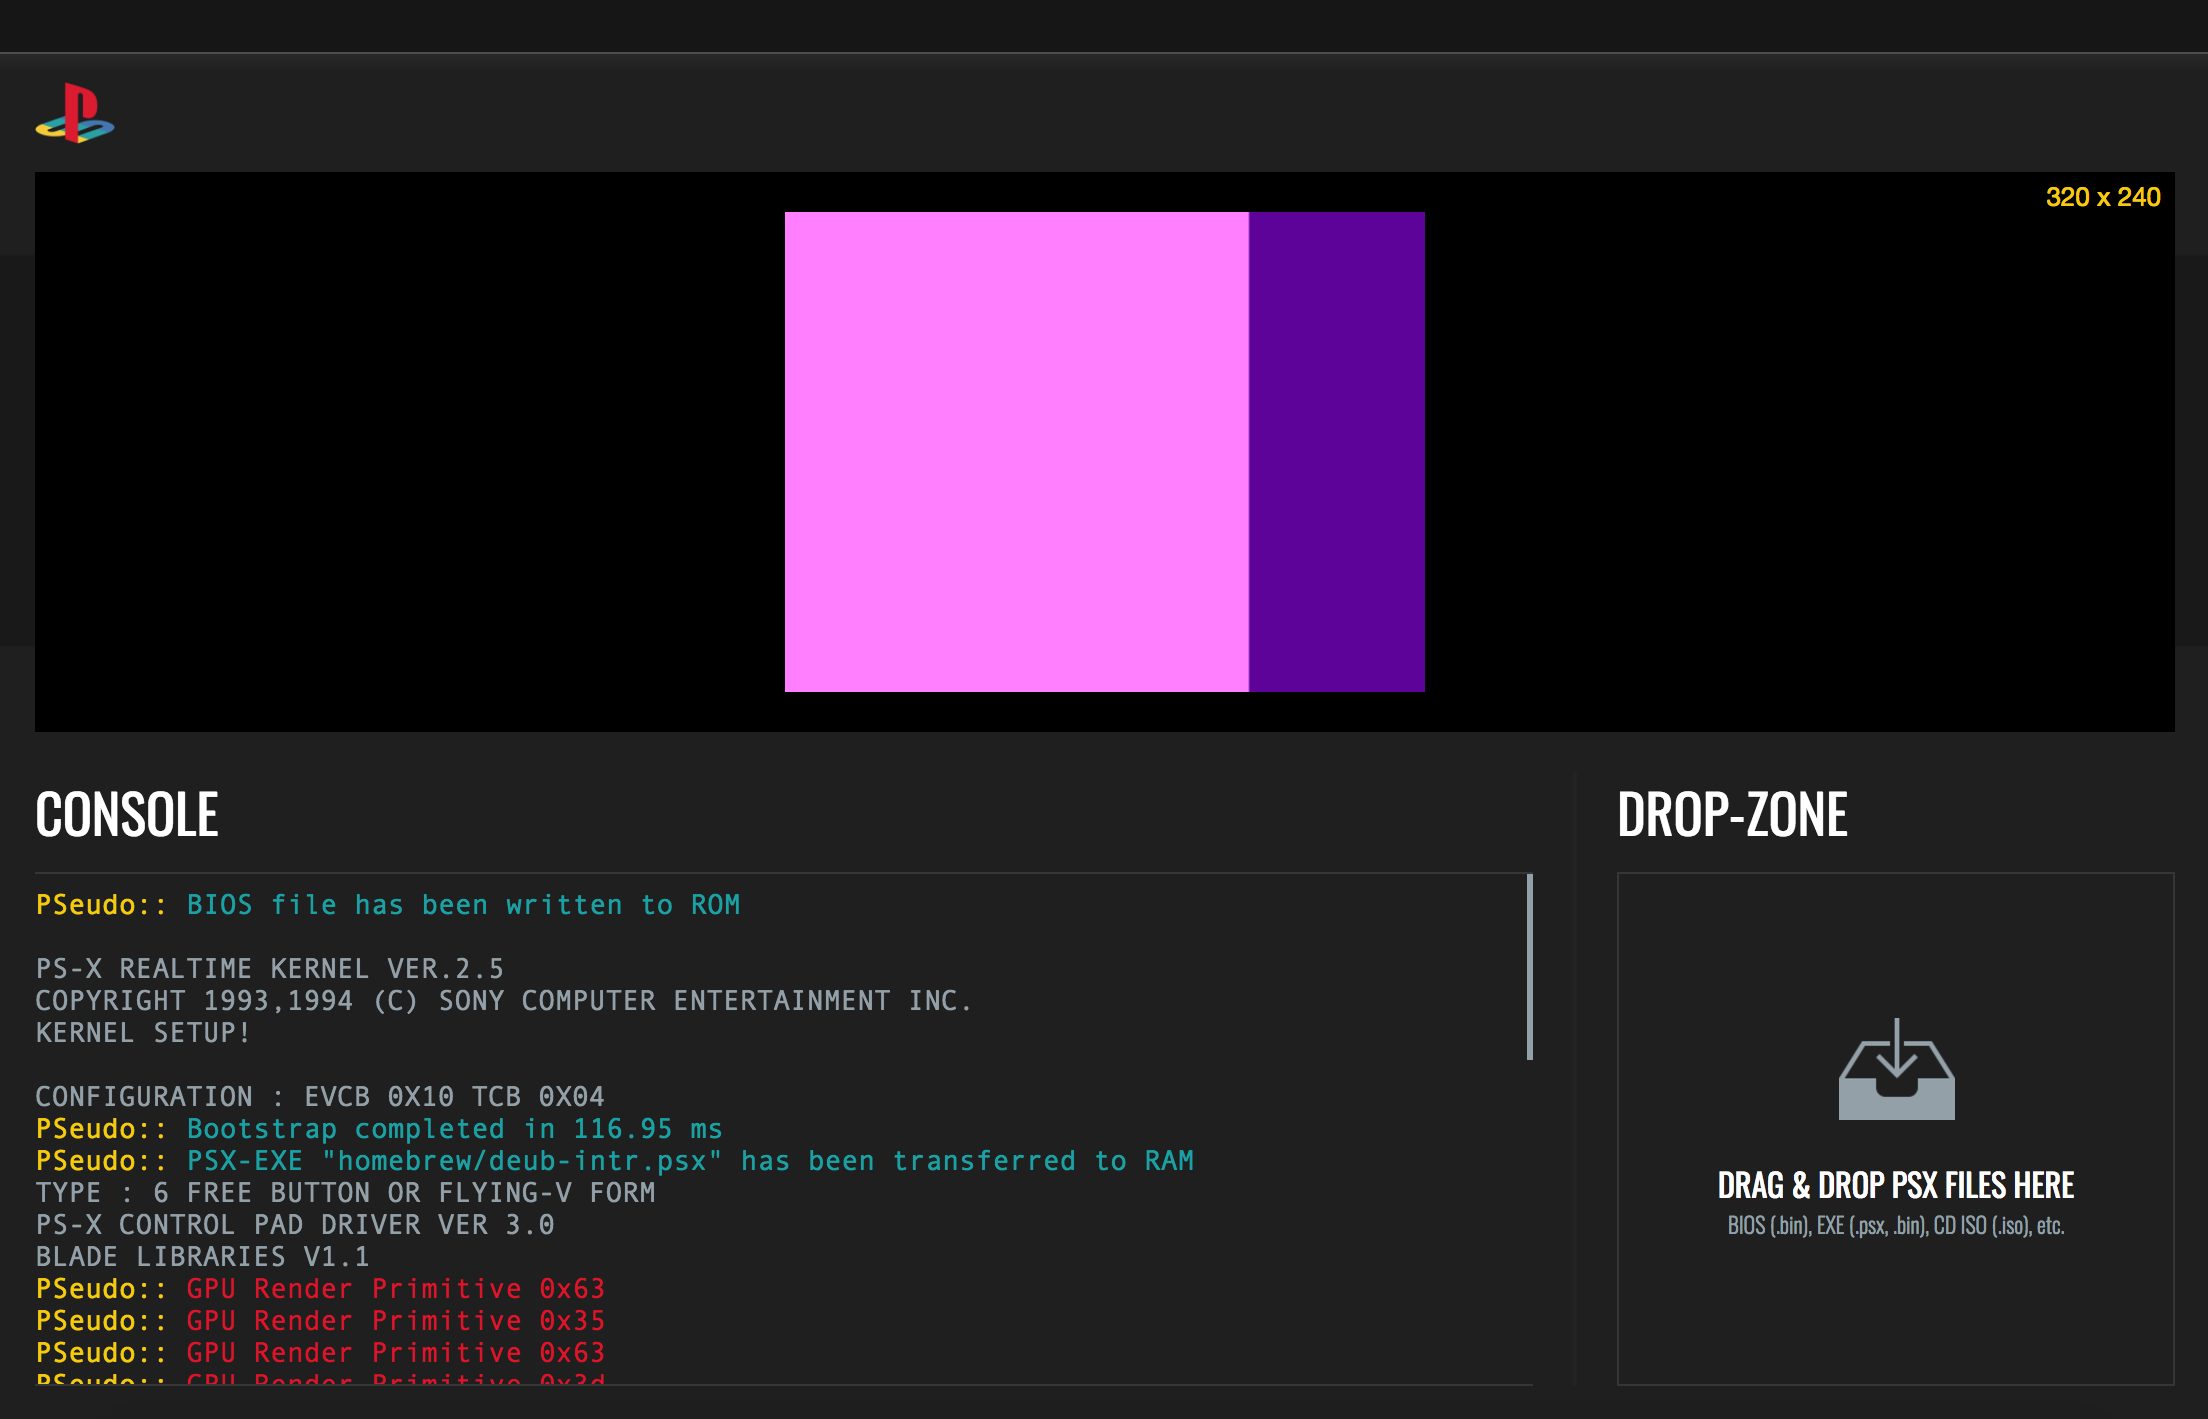 320 x 240
CONSOLE
PSeudo:: BIOS file has been written to ROM
PS-X REALTIME KERNEL VER.2.5
COPYRIGHT 1993,1994 (C) SONY COMPUTER ENTERTAINMENT INC.
KERNEL SETUP!
CONFIGURATION : EVCB 0X10 TCB 0X04
PSeudo:: Bootstrap completed in 116.95 ms
PSeudo:: PSX-EXE "homebrew/deub-intr.psx" has been transferred to RAM
TYPE : 6 FREE BUTTON OR FLYING-V FORM
PS-X CONTROL PAD DRIVER VER 3.0
BLADE LIBRARIES V1.1
PSeudo:: GPU Render Primitive 0x63
PSeudo:: GPU Render Primitive 0x35
PSeudo:: GPU Render Primitive 0x63
PSeudo:: GPU Render Primitive 0x3d
DROP-ZONE
DRAG & DROP PSX FILES HERE
BIOS (.bin), EXE (.psx, .bin), CD ISO (.iso), etc.